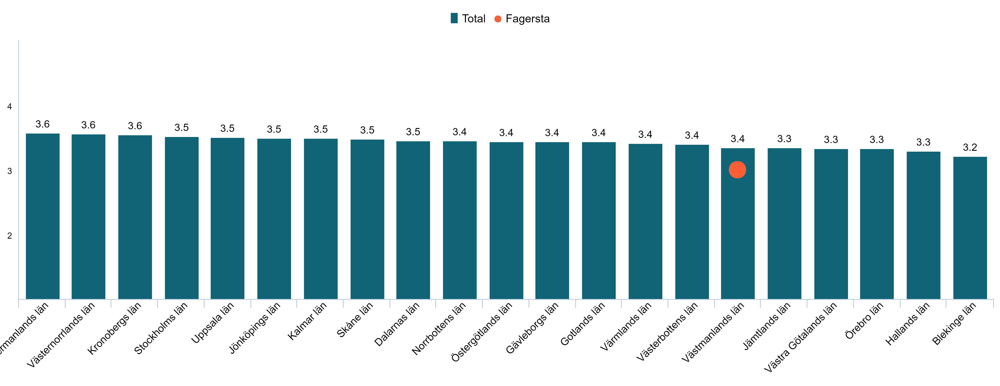 Total Fagersta
4
3.6 3.6 3.6 3.5 3.5 3.5 3.5 3.5 3.5 3.4 3.4 3.4 3.4 3.4 3.4 3.4 3.3 3.3 3.3 3.3 3.2
3
2
ermanlands län
Västernorrlands län
Kronobergs län
Stockholms län
Uppsala län
Jönköpings län
Kalmar län
Skåne län
Dalarnas län
Norrbottens län
Östergötlands län
Gävleborgs län
Gotlands län
Värmlands län
Västerbottens län
Västmanlands län
Jämtlands län
Västra Götalands län
Örebro län
Hallands län
Blekinge län